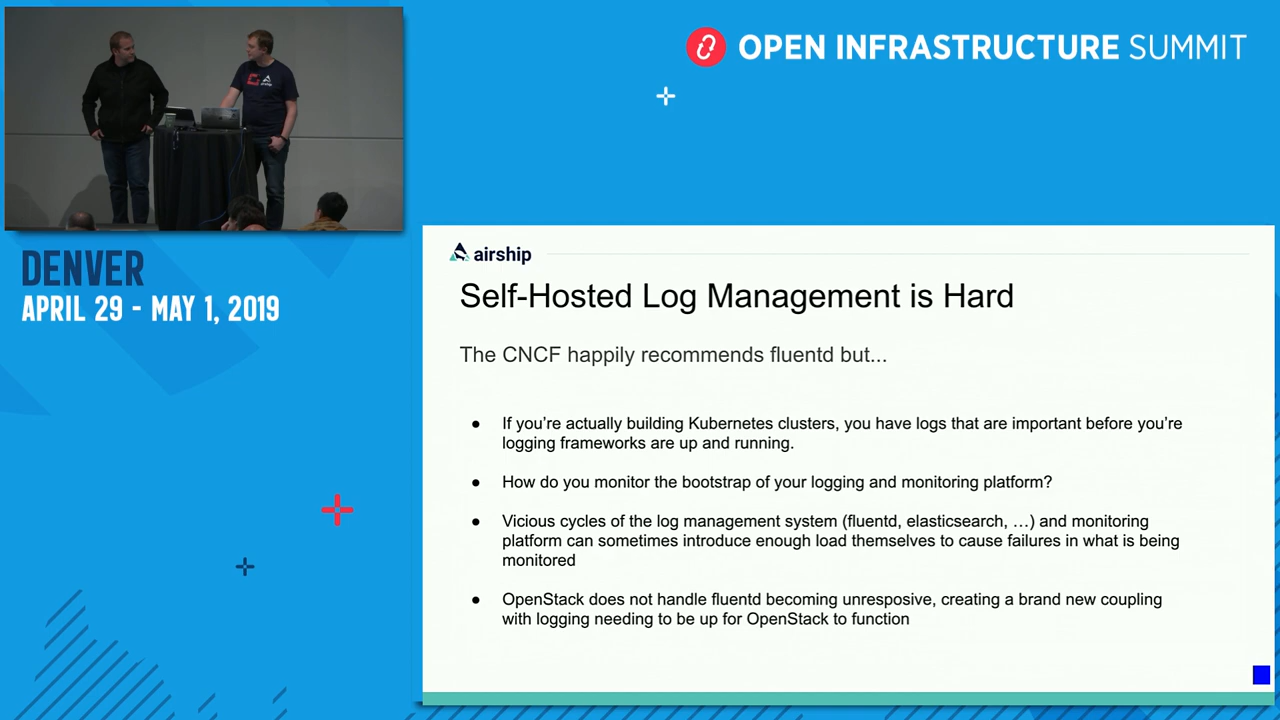 OPEN INFRASTRUCTURE SUMMIT
airship
DENVER
APRIL 29 - MAY 1, 2019
airship
Self-Hosted Log Management is Hard
The CNCF happily recommends fluentd but...
● If you’re actually building Kubernetes clusters, you have logs that are important before you’re
logging frameworks are up and running.
● How do you monitor the bootstrap of your logging and monitoring platform?
● Vicious cycles of the log management system (fluentd, elasticsearch, …) and monitoring
platform can sometimes introduce enough load themselves to cause failures in what is being
monitored
● OpenStack does not handle fluentd becoming unresposive, creating a brand new coupling
with logging needing to be up for OpenStack to function